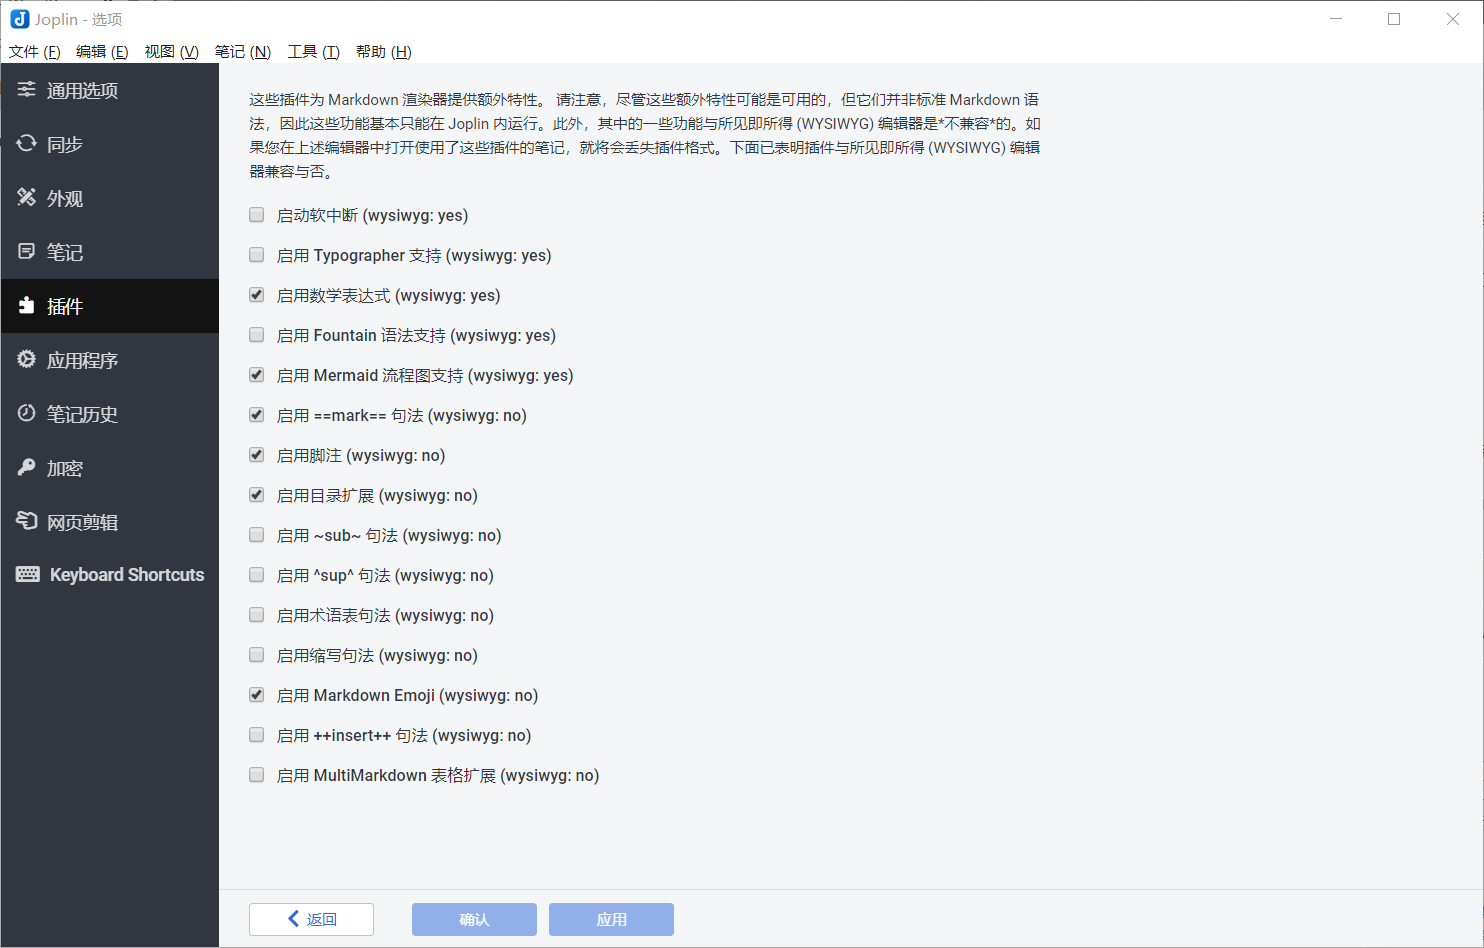 Joplin - 选项
文件 (F) 编辑 (E) 视图 (V) 笔记 (N) 工具 (T) 帮助 (H)
通用选项
同步
外观
笔记
插件
应用程序
笔记历史
加密
网页剪辑
Keyboard Shortcuts
这些插件为 Markdown 渲染器提供额外特性。 请注意，尽管这些额外特性可能是可用的，但它们并非标准 Markdown 语
法，因此这些功能基本只能在 Joplin 内运行。此外，其中的一些功能与所见即所得 (WYSIWYG) 编辑器是*不兼容*的。如
果您在上述编辑器中打开使用了这些插件的笔记，就将会丢失插件格式。下面已表明插件与所见即所得 (WYSIWYG) 编辑
器兼容与否。
启动软中断 (wysiwyg: yes)
启用 Typographer 支持 (wysiwyg: yes)
启用数学表达式 (wysiwyg: yes)
启用 Fountain 语法支持 (wysiwyg: yes)
启用 Mermaid 流程图支持 (wysiwyg: yes)
启用 ==mark== 句法 (wysiwyg: no)
启用脚注 (wysiwyg: no)
启用目录扩展 (wysiwyg: no)
启用 ~sub~ 句法 (wysiwyg: no)
启用 ^sup^ 句法 (wysiwyg: no)
启用术语表句法 (wysiwyg: no)
启用缩写句法 (wysiwyg: no)
启用 Markdown Emoji (wysiwyg: no)
启用 ++insert++ 句法 (wysiwyg: no)
启用 MultiMarkdown 表格扩展 (wysiwyg: no)
返回 确认 应用